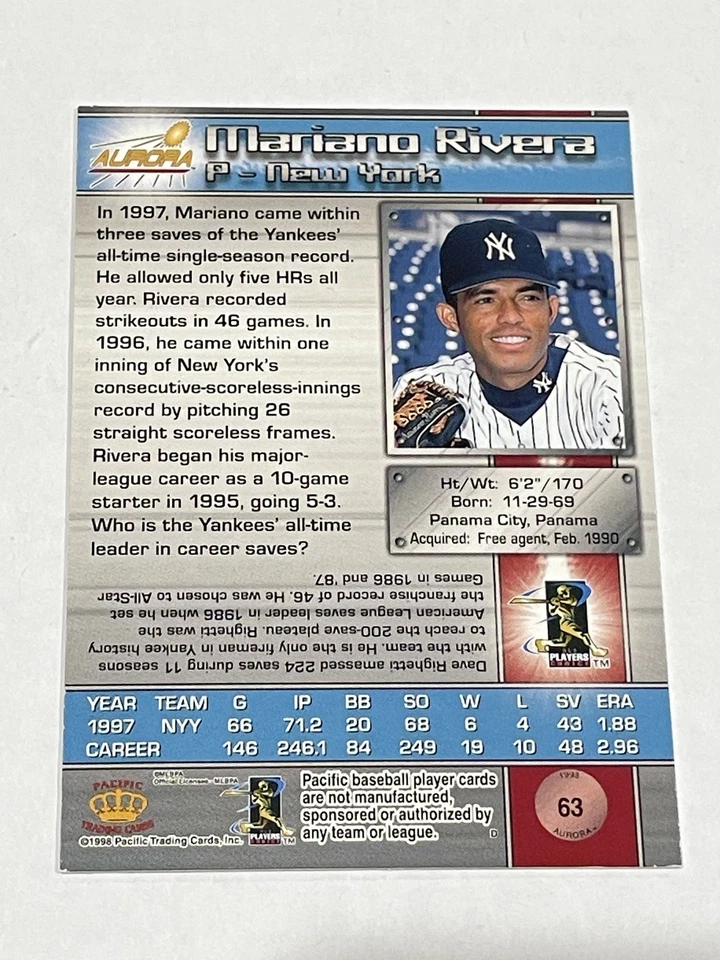 AURORA
Mariano Rivera
P - New York
In 1997, Mariano came within
three saves of the Yankees'
all-time single-season record.
He allowed only five HRs all
year. Rivera recorded
strikeouts in 46 games. In
1996, he came within one
inning of New York's
consecutive-scoreless-innings
record by pitching 26
straight scoreless frames.
Rivera began his major-
league career as a 10-game
starter in 1995, going 5-3.
Who is the Yankees' all-time
leader in career saves?
NY
NY
Ht/Wt: 6'2"/170
Born: 11-29-69
Panama City, Panama
Acquired: Free agent, Feb. 1990
Dave Righetti amassed 224 saves during 11 seasons
with the team. He is the only fireman in Yankee history
to reach the 200-save plateau. Righetti was the
American League saves leader in 1986 when he set
the franchise record of 46. He was chosen to All-Star
Games in 1986 and '87.
PLAYERS
CHOICE
TM
YEAR TEAM G IP BB SO W L SV ERA
1997 NYY 66 71.2 20 68 6 4 43 1.88
CAREER 146 246.1 84 249 19 10 48 2.96
PACIFIC
TRADING CARDS
©MLBPA
Official Licensee - MLBPA
PLAYERS
CHOICE
TM
©1998 Pacific Trading Cards, Inc.
Pacific baseball player cards
are not manufactured,
sponsored or authorized by
any team or league.
D
1998
63
AURORA